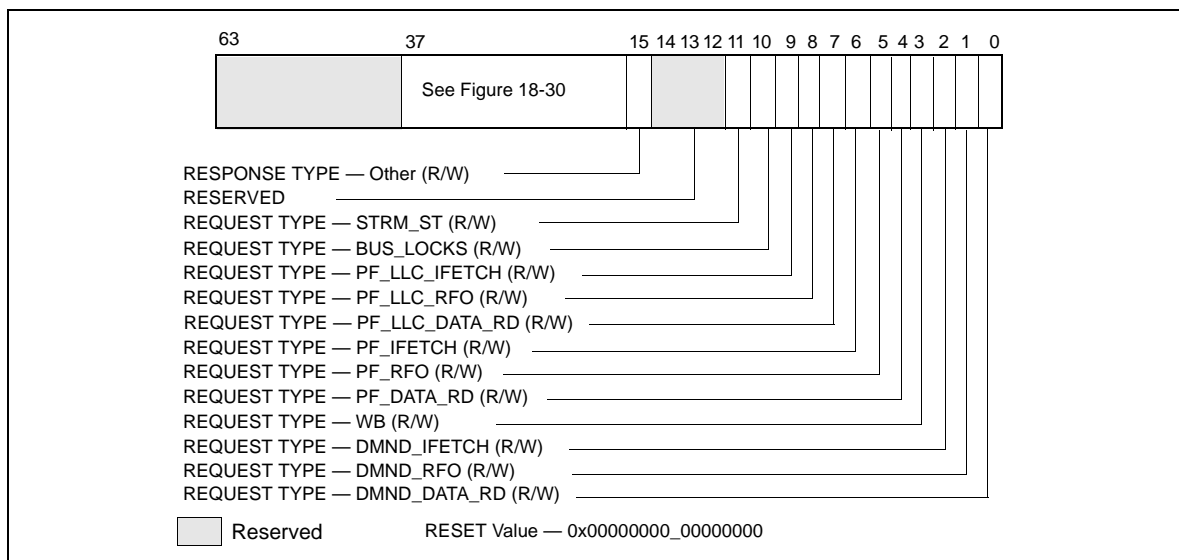 63 37 15 14 13 12 11 10 9 8 7 6 5 4 3 2 1 0
See Figure 18-30
RESPONSE TYPE — Other (R/W)
RESERVED
REQUEST TYPE — STRM_ST (R/W)
REQUEST TYPE — BUS_LOCKS (R/W)
REQUEST TYPE — PF_LLC_IFETCH (R/W)
REQUEST TYPE — PF_LLC_RFO (R/W)
REQUEST TYPE — PF_LLC_DATA_RD (R/W)
REQUEST TYPE — PF_IFETCH (R/W)
REQUEST TYPE — PF_RFO (R/W)
REQUEST TYPE — PF_DATA_RD (R/W)
REQUEST TYPE — WB (R/W)
REQUEST TYPE — DMND_IFETCH (R/W)
REQUEST TYPE — DMND_RFO (R/W)
REQUEST TYPE — DMND_DATA_RD (R/W)
Reserved RESET Value — 0x00000000_00000000